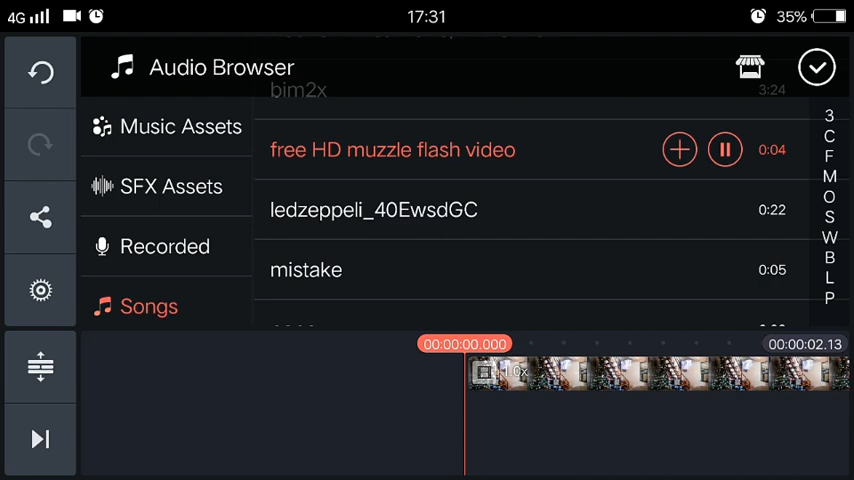 4G 17:31 35%
Audio Browser
bim2x 3:24
Music Assets
free HD muzzle flash video 0:04
SFX Assets
ledzeppeli_40EwsdGC 0:22
Recorded
mistake 0:05
Songs
3
C
F
M
O
S
W
B
L
P
00:00:00.000 00:00:02.13
1.0x